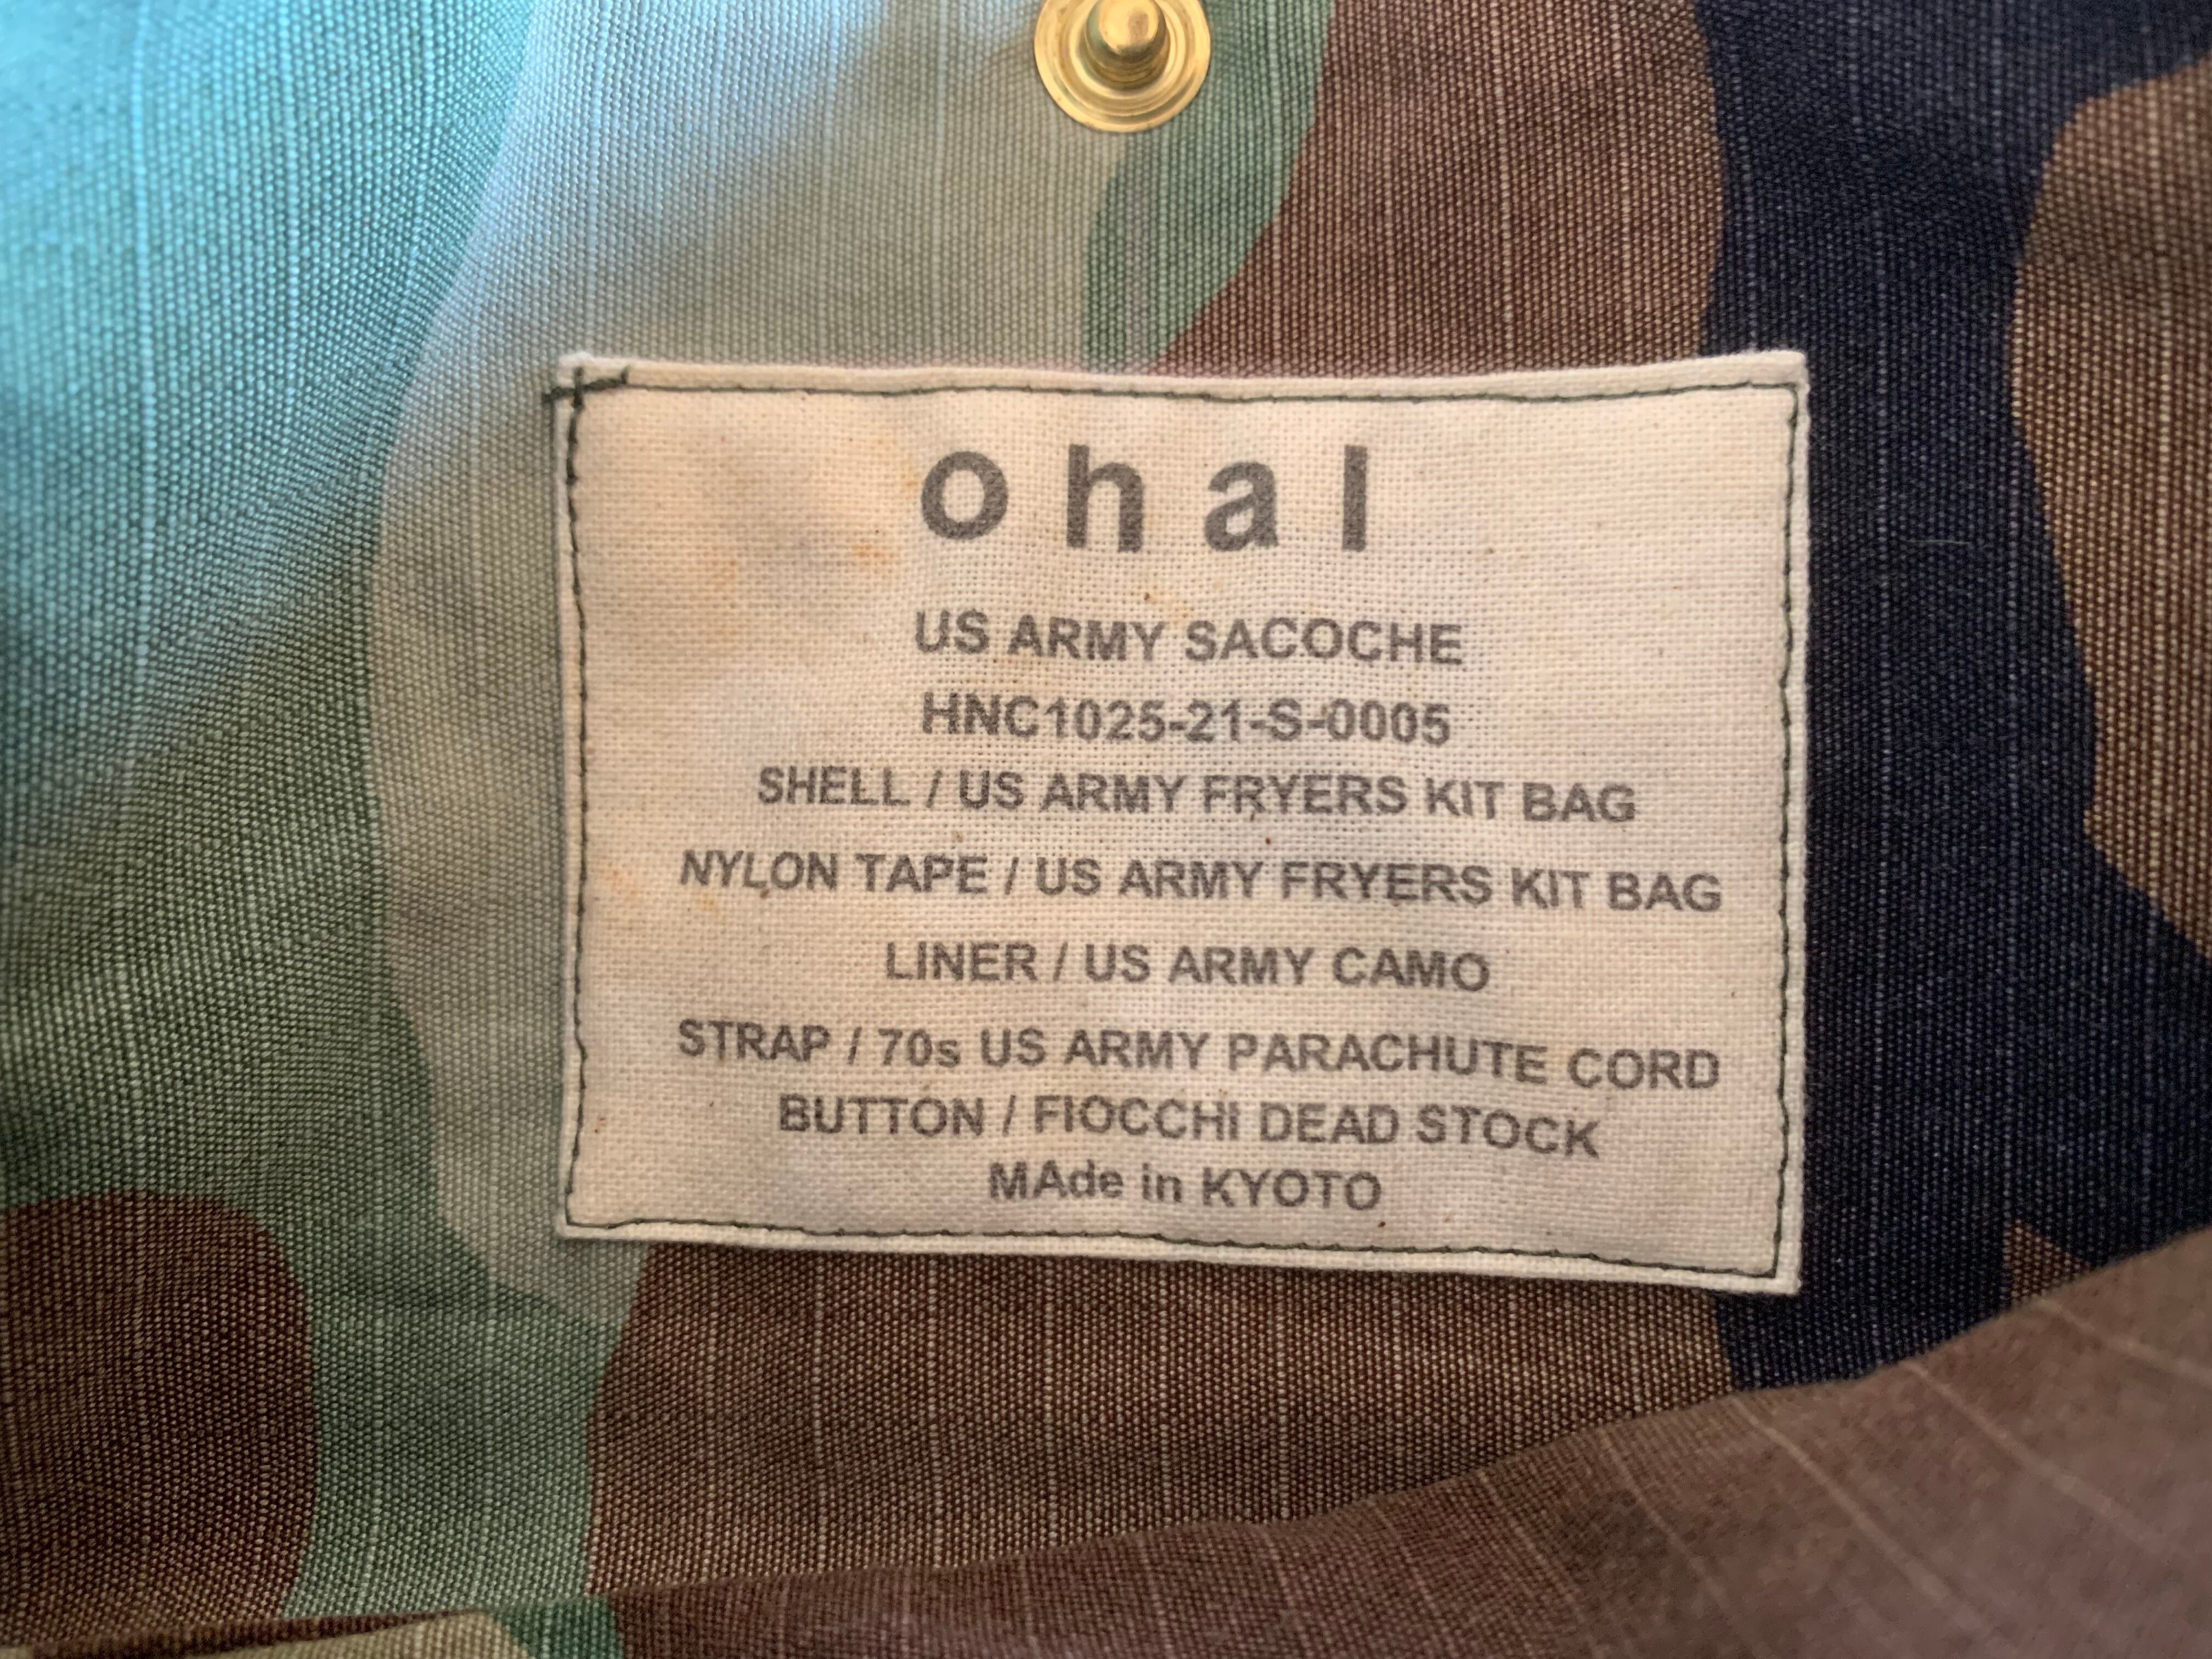 ohal
US ARMY SACOCHE
HNC1025-21-S-0005
SHELL / US ARMY FRYERS KIT BAG
NYLON TAPE / US ARMY FRYERS KIT BAG
LINER / US ARMY CAMO
STRAP / 70s US ARMY PARACHUTE CORD
BUTTON / FIOCCHI DEAD STOCK
MAde in KYOTO